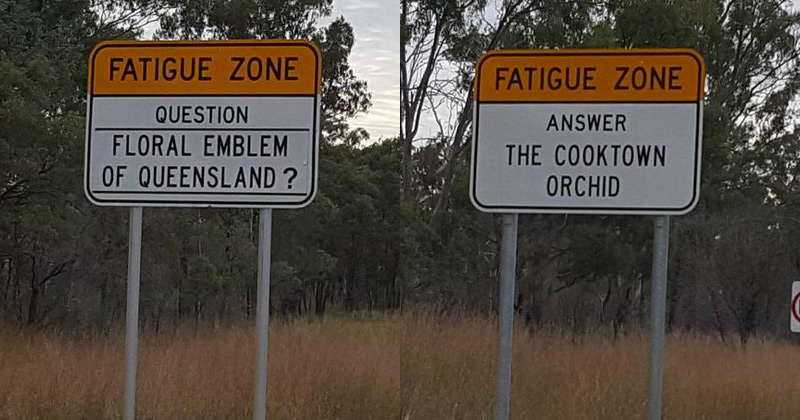 FATIGUE ZONE
QUESTION
FLORAL EMBLEM
OF QUEENSLAND ?
FATIGUE ZONE
ANSWER
THE COOKTOWN
ORCHID